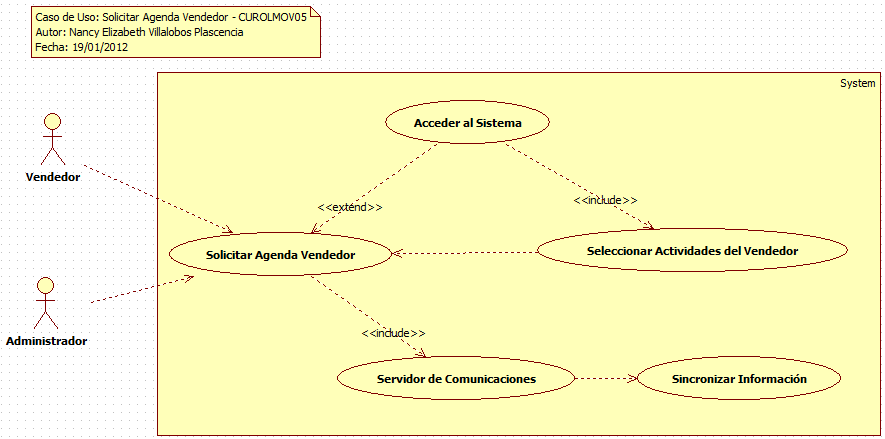 Caso de Uso: Solicitar Agenda Vendedor - CUROLMOV05
Autor: Nancy Elizabeth Villalobos Plascencia
Fecha: 19/01/2012
System
Acceder al Sistema
Vendedor
<<extend>>
<<include>>
Solicitar Agenda Vendedor
Seleccionar Actividades del Vendedor
Administrador
<<include>>
Servidor de Comunicaciones
Sincronizar Información